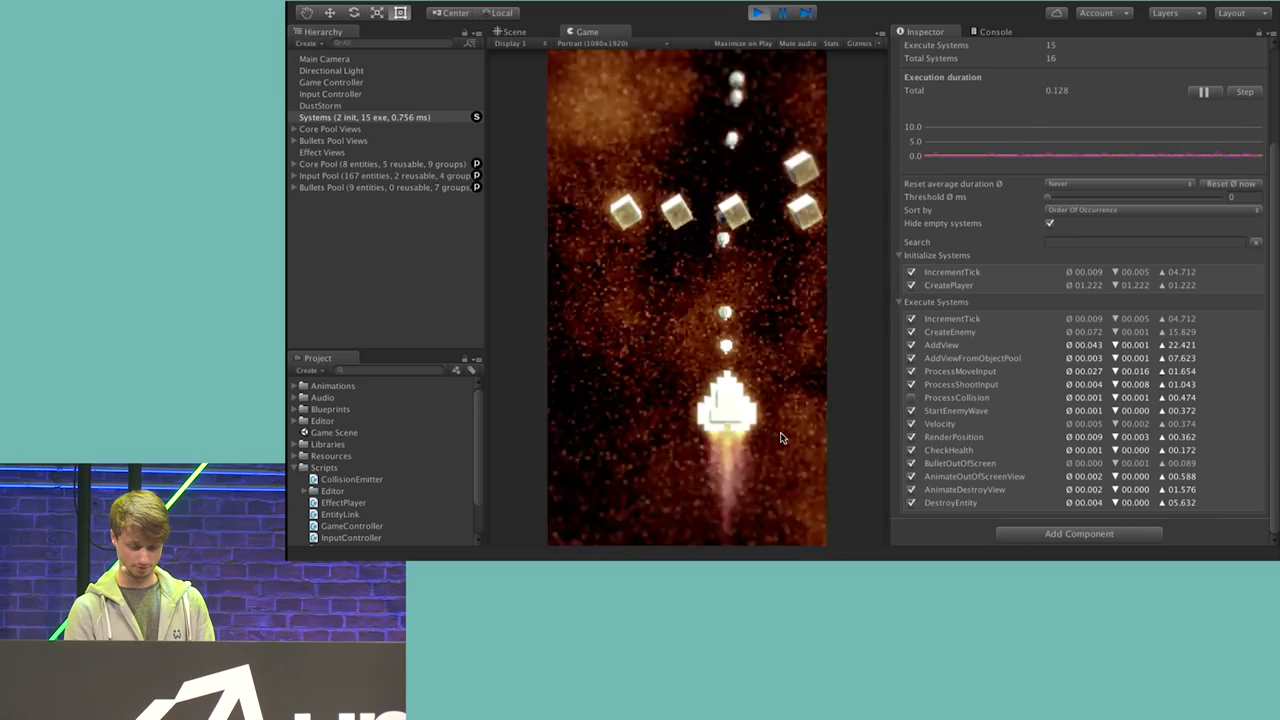 Center Local
Account Layers Layout
Hierarchy
Create All
Main Camera
Directional Light
Game Controller
Input Controller
DustStorm
Systems (2 init, 15 exe, 0.756 ms) S
Core Pool Views
Bullets Pool Views
Effect Views
Core Pool (8 entities, 5 reusable, 9 groups) P
Input Pool (167 entities, 2 reusable, 4 group P
Bullets Pool (9 entities, 0 reusable, 7 groups P
Project
Create
Animations
Audio
Blueprints
Editor
Game Scene
Libraries
Resources
Scripts
CollisionEmitter
Editor
EffectPlayer
EntityLink
GameController
InputController
Scene Game
Display 1 Portrait (1080x1920) Maximize on Play Mute audio Stats Gizmos
Inspector Console
Execute Systems 15
Total Systems 16
Execution duration
Total 0.128 Step
10.0
5.0
0.0
Reset average duration Ø Never Reset Ø now
Threshold Ø ms 0
Sort by Order Of Occurrence
Hide empty systems
Search x
Initialize Systems
IncrementTick Ø 00.009 ▼ 00.005 ▲ 04.712
CreatePlayer Ø 01.222 ▼ 01.222 ▲ 01.222
Execute Systems
IncrementTick Ø 00.009 ▼ 00.005 ▲ 04.712
CreateEnemy Ø 00.072 ▼ 00.001 ▲ 15.829
AddView Ø 00.043 ▼ 00.001 ▲ 22.421
AddViewFromObjectPool Ø 00.003 ▼ 00.001 ▲ 07.623
ProcessMoveInput Ø 00.027 ▼ 00.016 ▲ 01.654
ProcessShootInput Ø 00.004 ▼ 00.008 ▲ 01.043
ProcessCollision Ø 00.001 ▼ 00.001 ▲ 00.474
StartEnemyWave Ø 00.001 ▼ 00.000 ▲ 00.372
Velocity Ø 00.005 ▼ 00.002 ▲ 00.374
RenderPosition Ø 00.009 ▼ 00.003 ▲ 00.362
CheckHealth Ø 00.001 ▼ 00.000 ▲ 00.172
BulletOutOfScreen Ø 00.000 ▼ 00.001 ▲ 00.089
AnimateOutOfScreenView Ø 00.002 ▼ 00.001 ▲ 00.588
AnimateDestroyView Ø 00.002 ▼ 00.000 ▲ 01.576
DestroyEntity Ø 00.004 ▼ 00.000 ▲ 05.632
Add Component